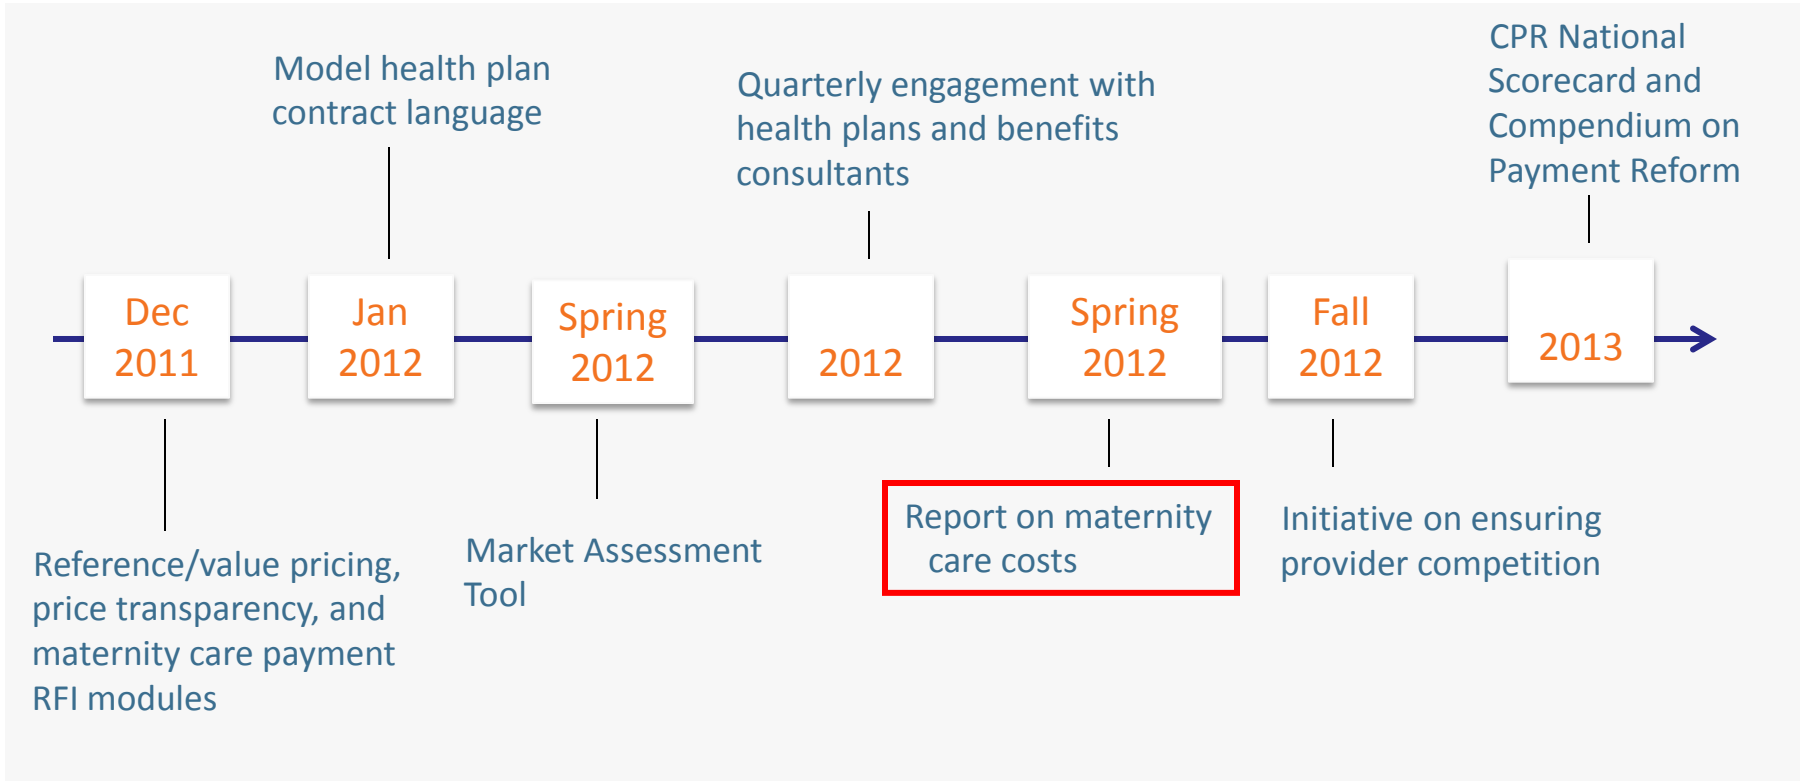 Model health plan
contract language
Quarterly engagement with
health plans and benefits
consultants
CPR National
Scorecard and
Compendium on
Payment Reform
Dec
2011
Jan
2012
Spring
2012
2012
Spring
2012
Fall
2012
2013
Reference/value pricing,
price transparency, and
maternity care payment
RFI modules
Market Assessment
Tool
Report on maternity
care costs
Initiative on ensuring
provider competition